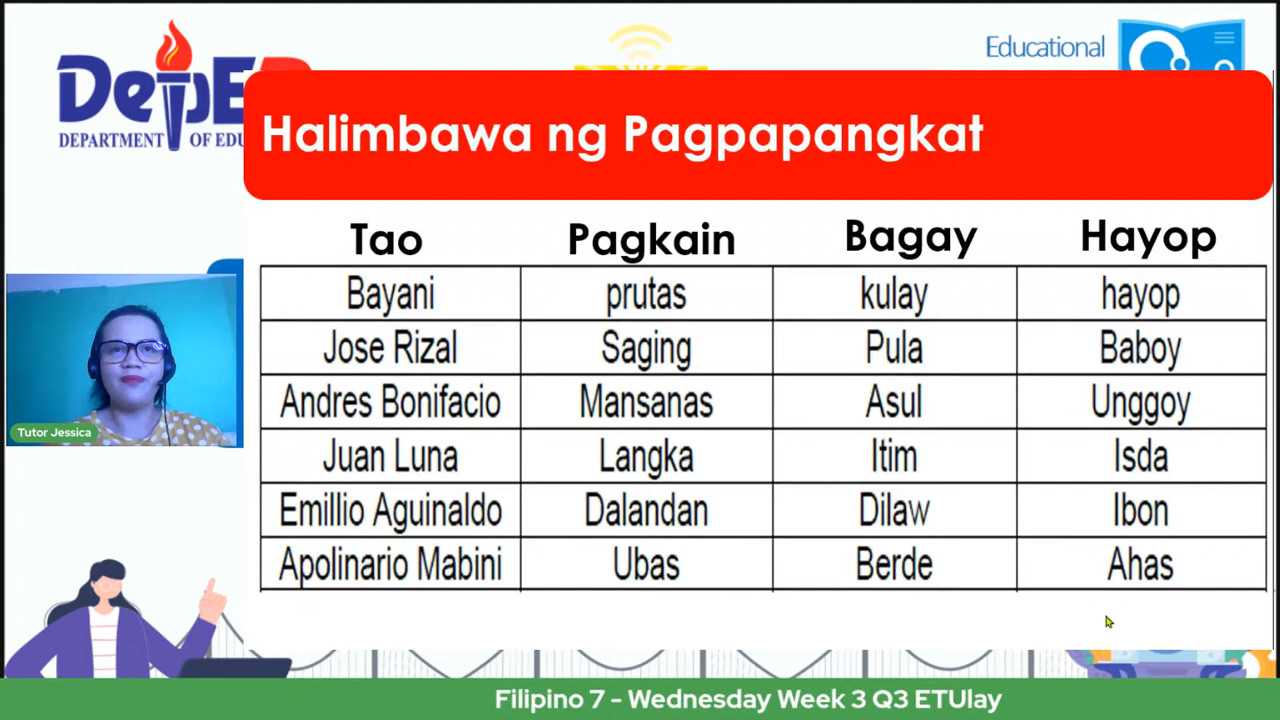 DepE
DEPARTMENT OF EDU
Educational
Halimbawa ng Pagpapangkat
Tao Pagkain Bagay Hayop
Bayani prutas kulay hayop
Jose Rizal Saging Pula Baboy
Andres Bonifacio Mansanas Asul Unggoy
Juan Luna Langka Itim Isda
Emillio Aguinaldo Dalandan Dilaw Ibon
Apolinario Mabini Ubas Berde Ahas
Tutor Jessica
Filipino 7 - Wednesday Week 3 Q3 ETUlay